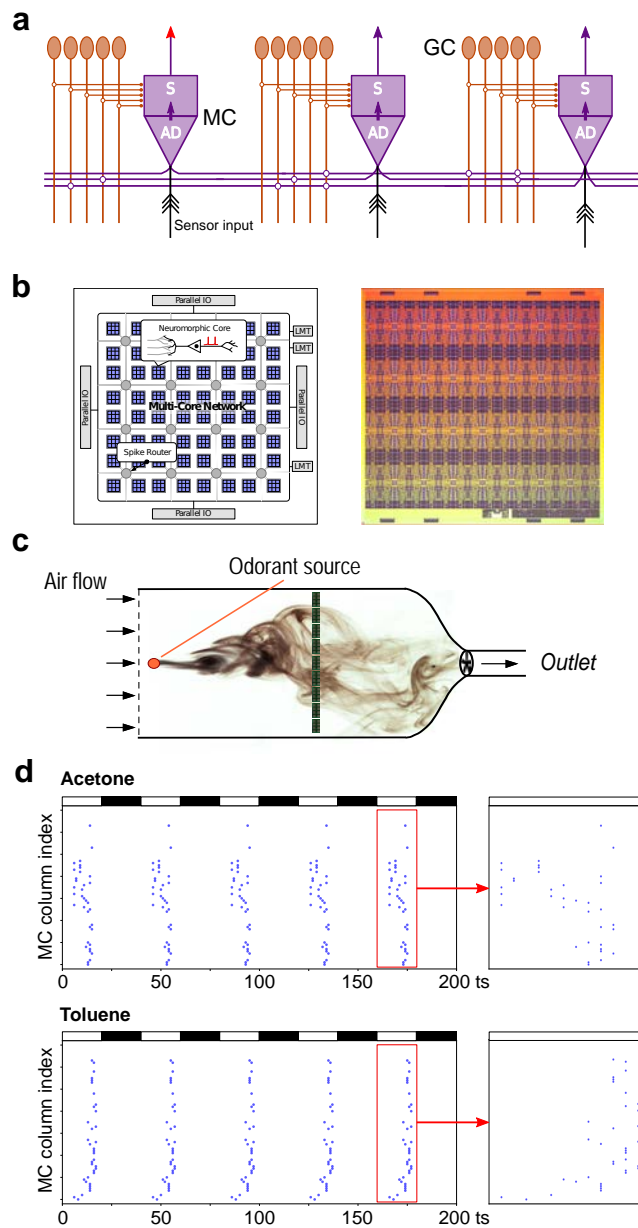 a
GC
S
S
S
MC
AD
AD
AD
Sensor input
b
Parallel IO
Neuromorphic Core
LMT
LMT
Parallel IO
Multi-Core Network
Parallel IO
Spike Router
LMT
Parallel IO
c
Odorant source
Air flow
Outlet
d
Acetone
MC column index
0 50 100 150 200 ts
Toluene
MC column index
0 50 100 150 200 ts